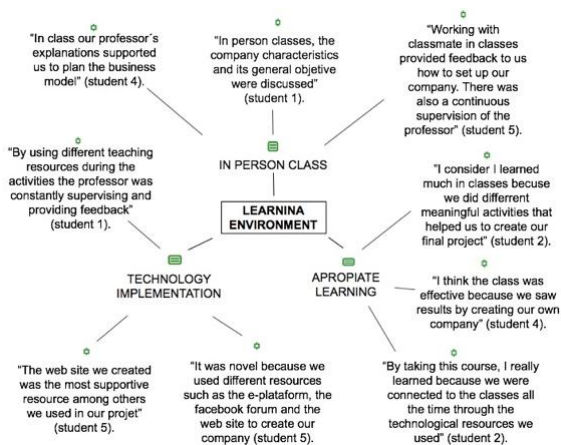 "In class our professor´s
explanations supported
us to plan the business
model" (student 4).
"In person classes, the
company characteristics
and its general objetive
were discussed"
(student 1).
"Working with
classmate in classes
provided feedback to us
how to set up our
company. There was
also a continuous
supervision of the
professor" (student 5).
"By using different teaching
resources during the
activities the professor was
constantly supervising and
providing feedback"
(student 1).
IN PERSON CLASS
"I consider I learned
much in classes becuse
we did differrent
meaningful activities that
helped us to create our
final project" (student 2).
LEARNINA
ENVIRONMENT
TECHNOLOGY
IMPLEMENTATION
APROPIATE
LEARNING
"I think the class was
effective because we saw
results by creating our own
company" (student 4).
"The web site we created
was the most supportive
resource among others
we used in our projet"
(student 5).
"It was novel because we
used different resources
such as the e-plataform, the
facebook forum and the
web site to create our
company (student 5).
"By taking this course, I really
learned because we were
connected to the classes all
the time through the
technological resources we
used" (student 2).